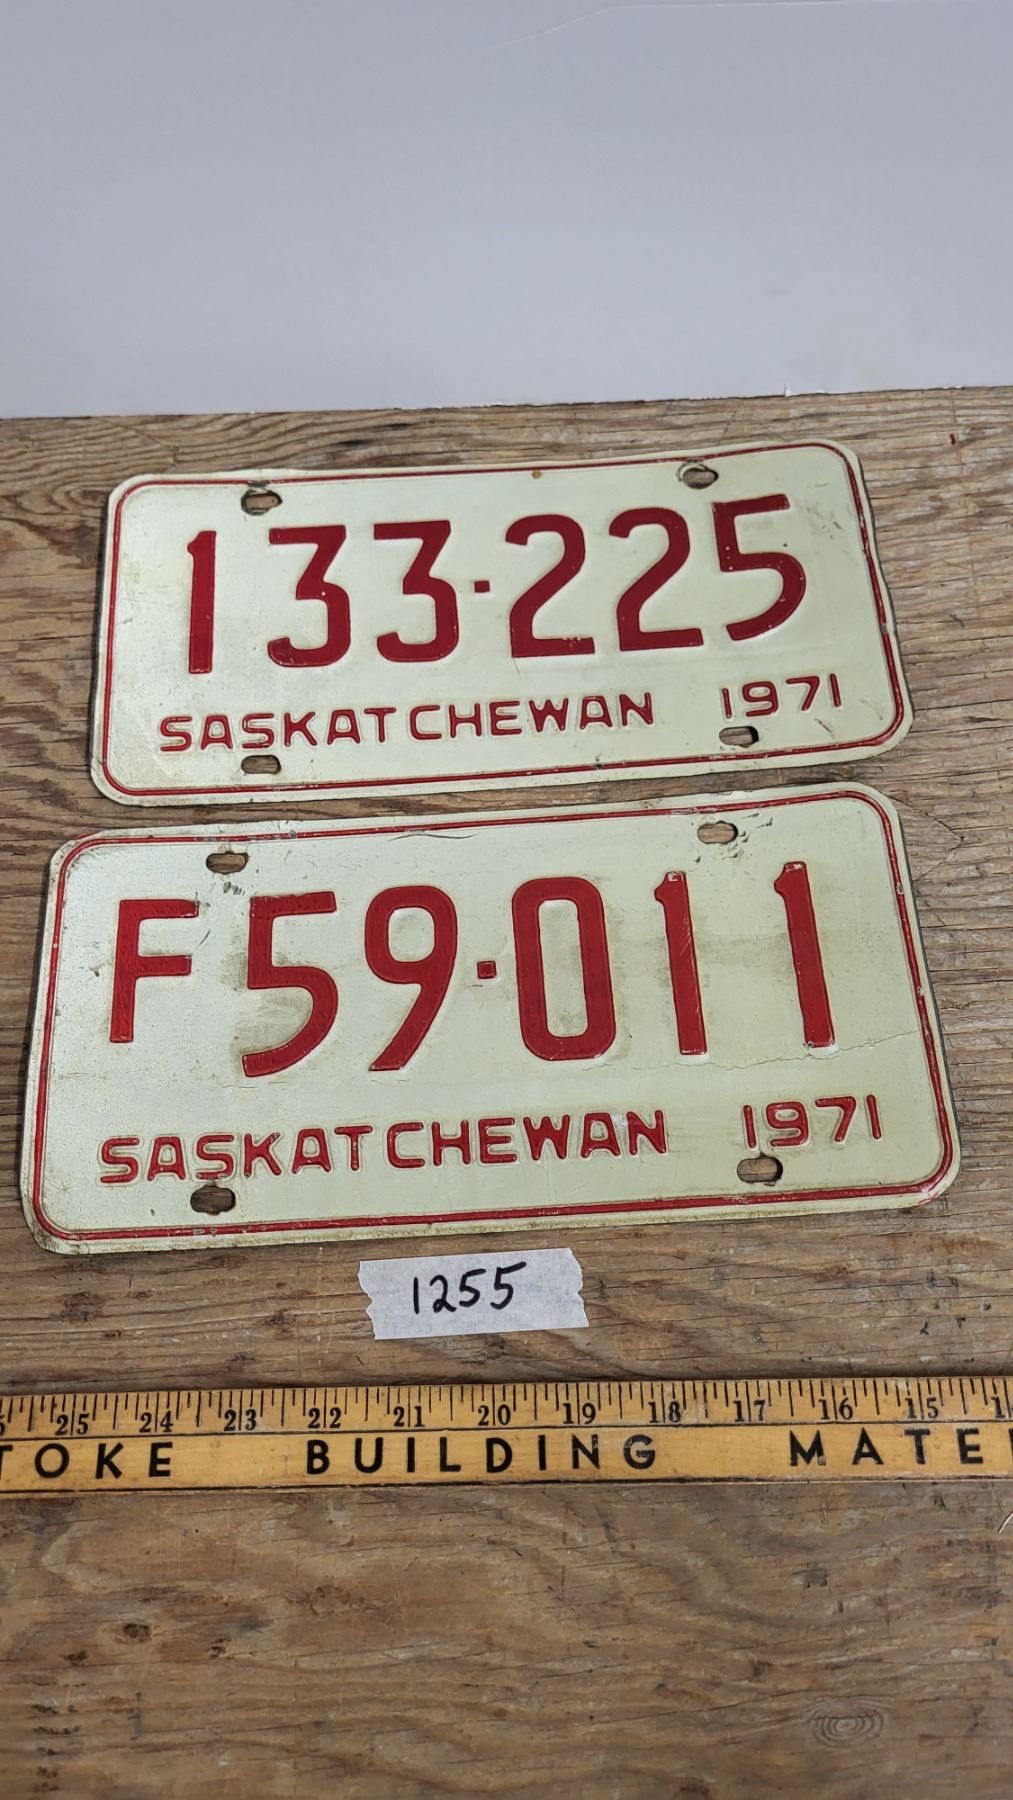 133·225
SASKATCHEWAN 1971
F59·011
SASKATCHEWAN 1971
1255
25 24 23 22 21 20 19 18 17 16 15
TOKE BUILDING MATE